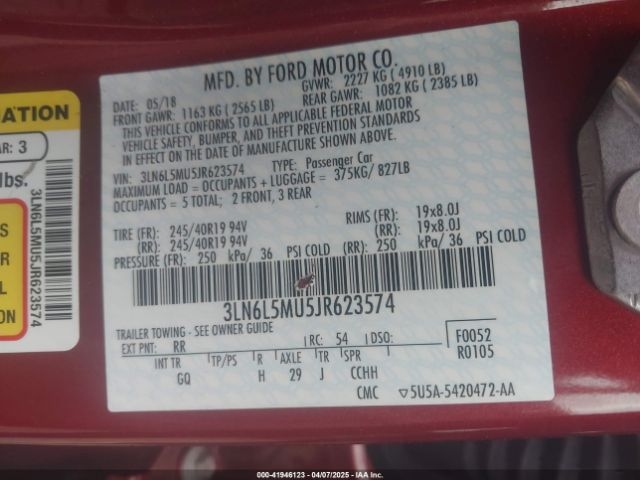 MFD. BY FORD MOTOR CO.
DATE: 05/18
GVWR: 2227 KG (4910 LB)
FRONT GAWR: 1163 KG (2565 LB)
REAR GAWR: 1082 KG (2385 LB)
THIS VEHICLE CONFORMS TO ALL APPLICABLE FEDERAL MOTOR
VEHICLE SAFETY, BUMPER, AND THEFT PREVENTION STANDARDS
IN EFFECT ON THE DATE OF MANUFACTURE SHOWN ABOVE.
VIN: 3LN6L5MU5JR623574 TYPE: Passenger Car
MAXIMUM LOAD = OCCUPANTS + LUGGAGE = 375KG/ 827LB
OCCUPANTS = 5 TOTAL; 2 FRONT, 3 REAR
TIRE (FR): 245/40R19 94V RIMS (FR): 19x8.0J
(RR): 245/40R19 94V (RR): 19x8.0J
PRESSURE (FR): 250 kPa/ 36 PSI COLD (RR): 250 kPa/ 36 PSI COLD
3LN6L5MU5JR623574
TRAILER TOWING - SEE OWNER GUIDE
EXT PNT: RR RC: 54 DSO: F0052
INT TR TP/PS R AXLE TR SPR R0105
GQ H 29 J CCHH
CMC ▽5U5A-5420472-AA
ATION
AR: 3
lbs.
3LN6L5MU5JR623574
S
R
AL
R
000-41946123 - 04/07/2025 - IAA Inc.